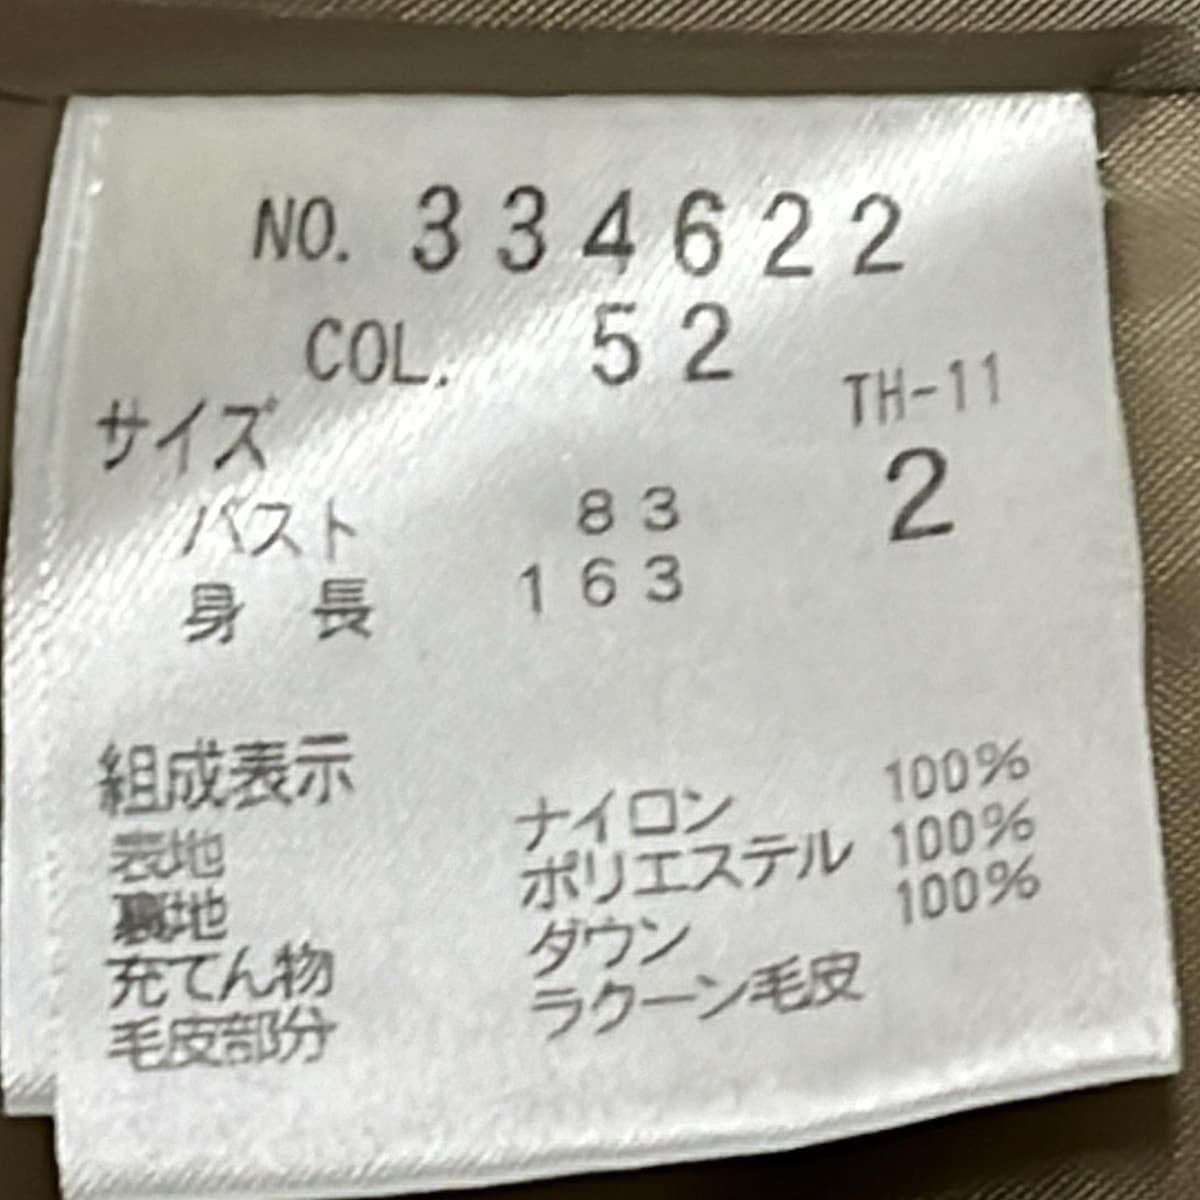 NO. 334622
COL. 52
サイズ TH-11
2
バスト 83
身長 163
組成表示
表地 ナイロン 100%
裏地 ポリエステル 100%
充てん物 ダウン 100%
毛皮部分 ラクーン毛皮